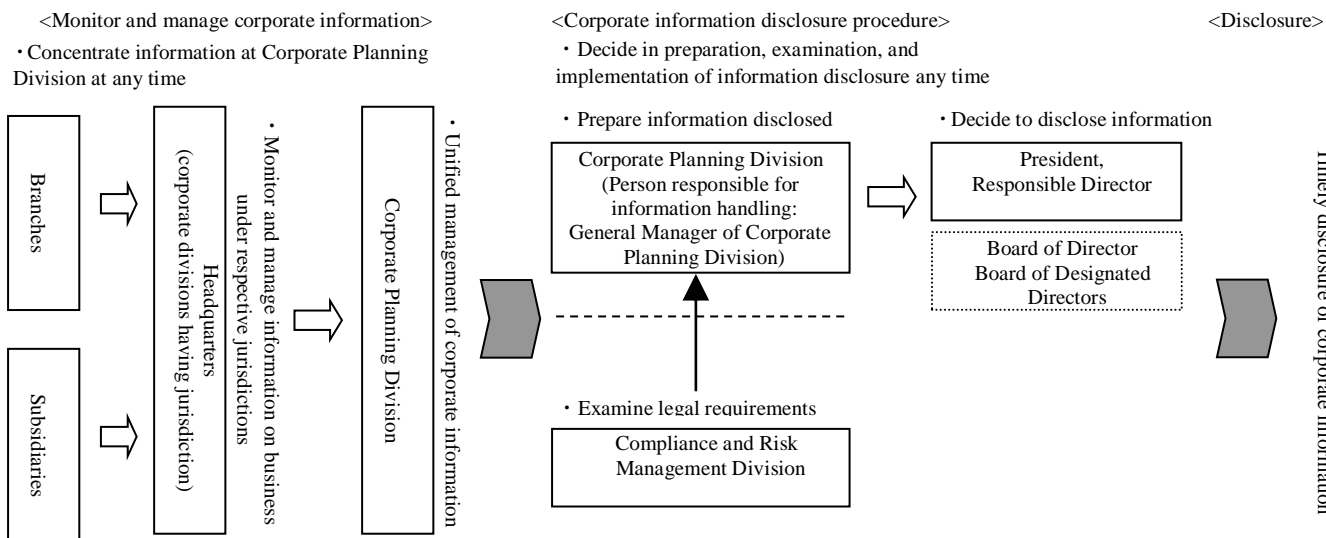 <Monitor and manage corporate information>
・Concentrate information at Corporate Planning
Division at any time
Branches
Subsidiaries
Headquarters
(corporate divisions having jurisdiction)
・Monitor and manage information on business
under respective jurisdictions
Corporate Planning Division
・Unified management of corporate information
<Corporate information disclosure procedure>
・Decide in preparation, examination, and
implementation of information disclosure any time
・Prepare information disclosed
Corporate Planning Division
(Person responsible for
information handling:
General Manager of Corporate
Planning Division)
・Examine legal requirements
Compliance and Risk
Management Division
・Decide to disclose information
President,
Responsible Director
Board of Director
Board of Designated
Directors
<Disclosure>
Timely disclosure of corporate information